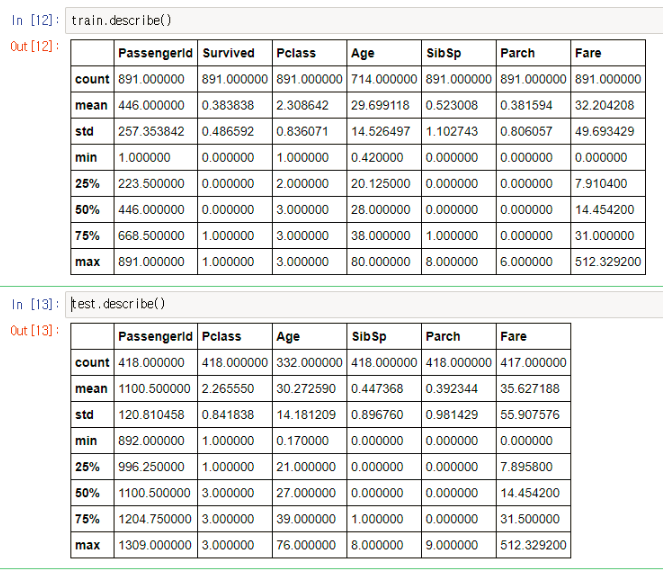 In [12]: train.describe()
Out[12]:
PassengerId Survived Pclass Age SibSp Parch Fare
count 891.000000 891.000000 891.000000 714.000000 891.000000 891.000000 891.000000
mean 446.000000 0.383838 2.308642 29.699118 0.523008 0.381594 32.204208
std 257.353842 0.486592 0.836071 14.526497 1.102743 0.806057 49.693429
min 1.000000 0.000000 1.000000 0.420000 0.000000 0.000000 0.000000
25% 223.500000 0.000000 2.000000 20.125000 0.000000 0.000000 7.910400
50% 446.000000 0.000000 3.000000 28.000000 0.000000 0.000000 14.454200
75% 668.500000 1.000000 3.000000 38.000000 1.000000 0.000000 31.000000
max 891.000000 1.000000 3.000000 80.000000 8.000000 6.000000 512.329200
In [13]: test.describe()
Out[13]:
PassengerId Pclass Age SibSp Parch Fare
count 418.000000 418.000000 332.000000 418.000000 418.000000 417.000000
mean 1100.500000 2.265550 30.272590 0.447368 0.392344 35.627188
std 120.810458 0.841838 14.181209 0.896760 0.981429 55.907576
min 892.000000 1.000000 0.170000 0.000000 0.000000 0.000000
25% 996.250000 1.000000 21.000000 0.000000 0.000000 7.895800
50% 1100.500000 3.000000 27.000000 0.000000 0.000000 14.454200
75% 1204.750000 3.000000 39.000000 1.000000 0.000000 31.500000
max 1309.000000 3.000000 76.000000 8.000000 9.000000 512.329200